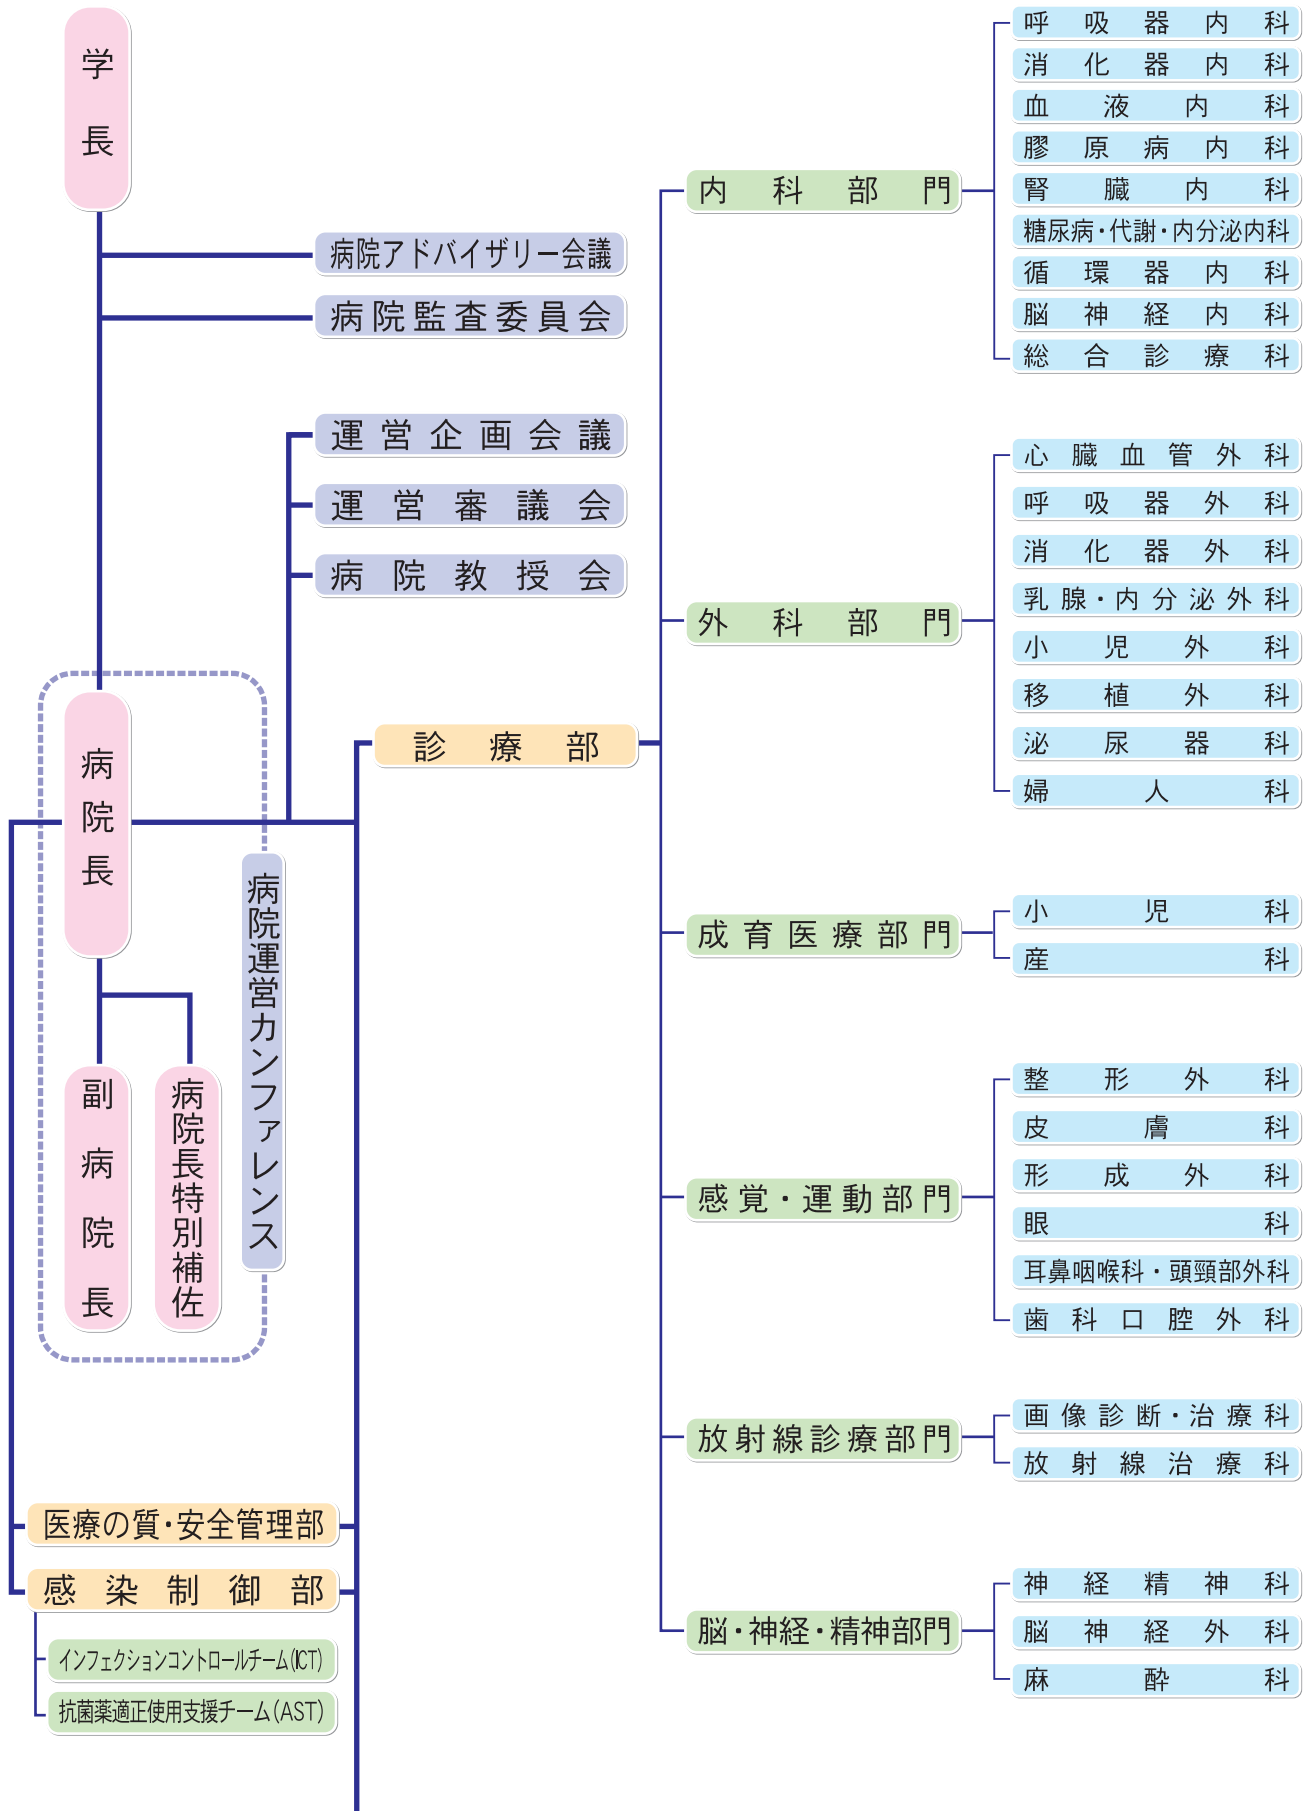 学長
病院アドバイザリー会議
病院監査委員会
運営企画会議
運営審議会
病院教授会
病院長
副病院長
病院長特別補佐
病院運営カンファレンス
医療の質・安全管理部
感染制御部
インフェクションコントロールチーム(ICT)
抗菌薬適正使用支援チーム(AST)
診療部
内科部門
呼吸器内科
消化器内科
血液内科
膠原病内科
腎臓内科
糖尿病・代謝・内分泌内科
循環器内科
脳神経内科
総合診療科
外科部門
心臓血管外科
呼吸器外科
消化器外科
乳腺・内分泌外科
小児外科
移植外科
泌尿器科
婦人科
成育医療部門
小児科
産科
感覚・運動部門
整形外科
皮膚科
形成外科
眼科
耳鼻咽喉科・頭頸部外科
歯科口腔外科
放射線診療部門
画像診断・治療科
放射線治療科
脳・神経・精神部門
神経精神科
脳神経外科
麻酔科